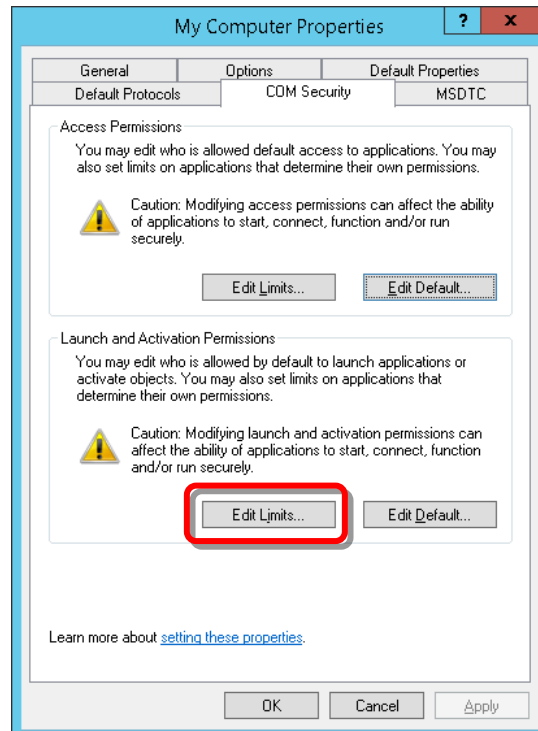 My Computer Properties
?
x
General
Options
Default Properties
Default Protocols
COM Security
MSDTC
Access Permissions
You may edit who is allowed default access to applications. You may
also set limits on applications that determine their own permissions.
Caution: Modifying access permissions can affect the ability
of applications to start, connect, function and/or run
securely.
Edit Limits...
Edit Default...
Launch and Activation Permissions
You may edit who is allowed by default to launch applications or
activate objects. You may also set limits on applications that
determine their own permissions.
Caution: Modifying launch and activation permissions can
affect the ability of applications to start, connect, function
and/or run securely.
Edit Limits...
Edit Default...
Learn more about setting these properties.
OK
Cancel
Apply